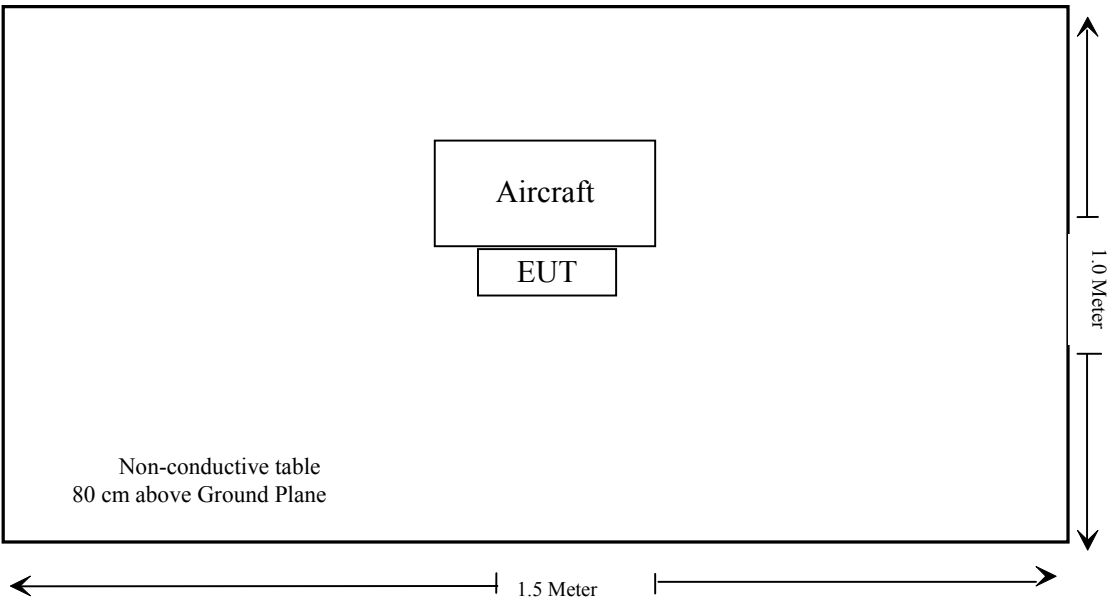 Aircraft
EUT
1.0 Meter
Non-conductive table
80 cm above Ground Plane
1.5 Meter